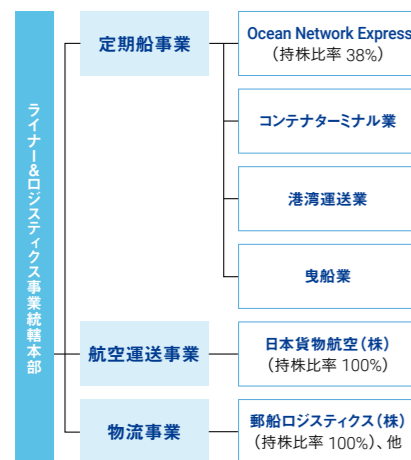 ライナー&ロジスティクス事業統轄本部
定期船事業
Ocean Network Express
（持株比率 38%）
コンテナターミナル業
港湾運送業
曳船業
航空運送事業
日本貨物航空（株）
（持株比率 100%）
物流事業
郵船ロジスティクス（株）
（持株比率 100%）、他